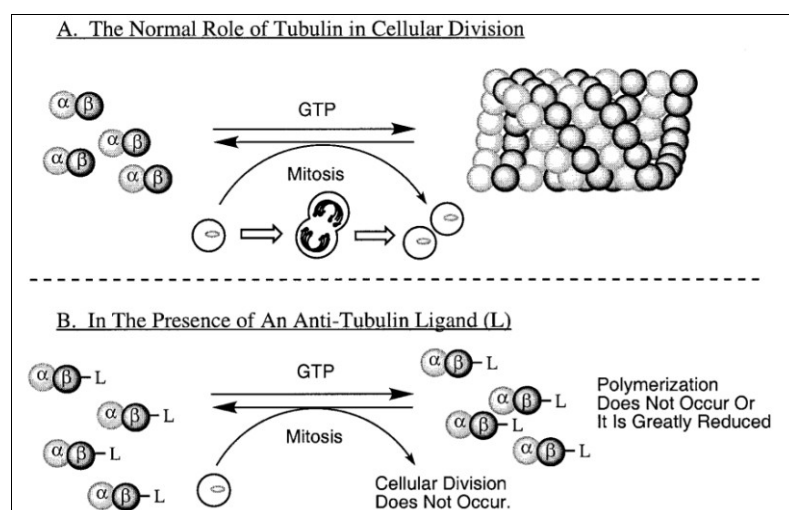 A. The Normal Role of Tubulin in Cellular Division
α β
α β
α β
α β
GTP
Mitosis
B. In The Presence of An Anti-Tubulin Ligand (L)
α β L
α β L
α β L
α β L
GTP
Mitosis
α β L
α β L
α β L
α β L
Polymerization
Does Not Occur Or
It Is Greatly Reduced
Cellular Division
Does Not Occur.